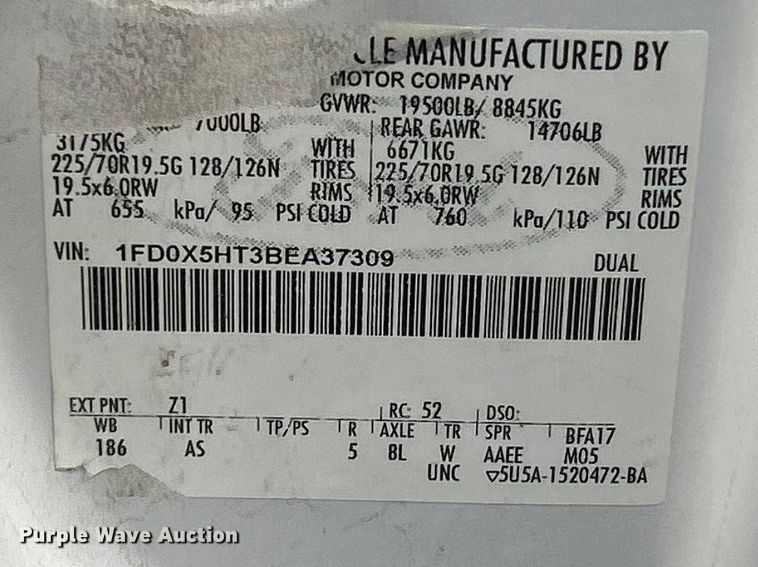 CLE MANUFACTURED BY
MOTOR COMPANY
GVWR: 19500LB/ 8845KG
7000LB REAR GAWR: 14706LB
3175KG WITH 6671KG WITH
225/70R19.5G 128/126N TIRES 225/70R19.5G 128/126N TIRES
19.5x6.0RW RIMS 19.5x6.0RW RIMS
AT 655 kPa/ 95 PSI COLD AT 760 kPa/110 PSI COLD
VIN: 1FD0X5HT3BEA37309 DUAL
EXT PNT: Z1 RC: 52 DSO:
WB INT TR TP/PS R AXLE TR SPR BFA17
186 AS 5 8L W AAEE M05
UNC ▽5U5A-1520472-BA
Purple Wave Auction